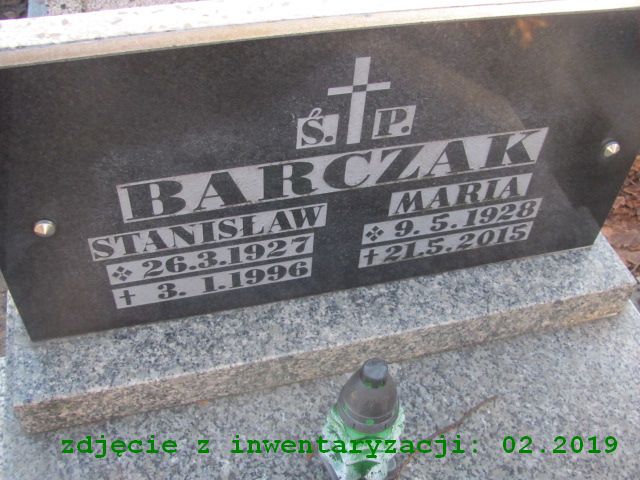 Ś. P.
BARCZAK
STANISŁAW
26.3.1927
3.1.1996
MARIA
9.5.1928
21.5.2015
zdjęcie z inwentaryzacji: 02.2019